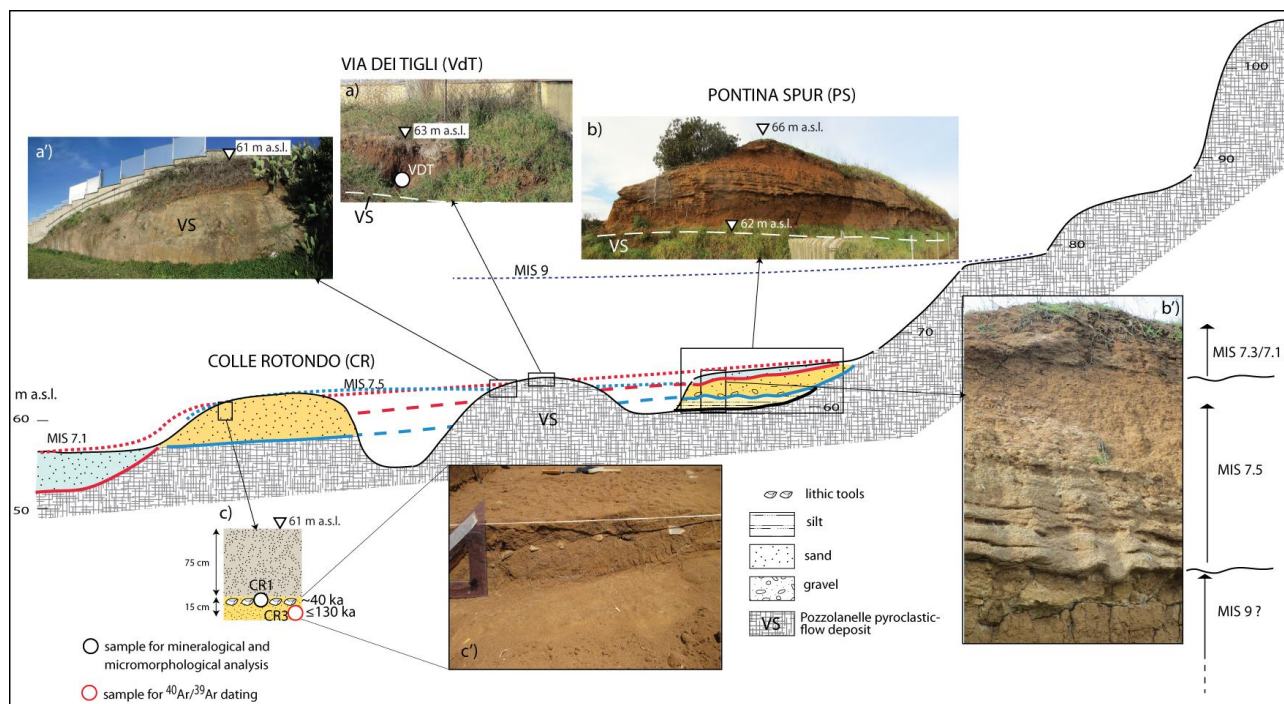 VIA DEI TIGLI (VdT)
a)
63 m a.s.l.
VDT
VS
PONTINA SPUR (PS)
b)
66 m a.s.l.
62 m a.s.l.
VS
a')
61 m a.s.l.
VS
100
90
80
70
60
MIS 9
b')
MIS 7.3/7.1
MIS 7.5
MIS 9 ?
COLLE ROTONDO (CR)
MIS 7.5
m a.s.l.
60
MIS 7.1
50
VS
c)
61 m a.s.l.
75 cm
CR1
15 cm
~40 ka
CR3
≤130 ka
c')
sample for mineralogical and
micromorphological analysis
sample for 40Ar/39Ar dating
lithic tools
silt
sand
gravel
VS
Pozzolanelle pyroclastic-
flow deposit